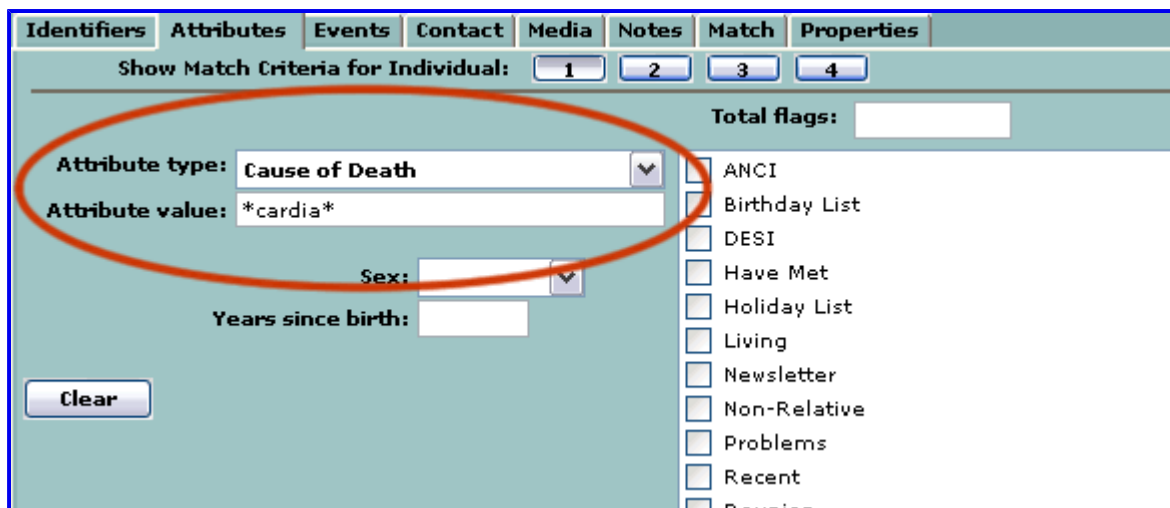 Identifiers Attributes Events Contact Media Notes Match Properties
Show Match Criteria for Individual: 1 2 3 4
Total flags:
Attribute type: Cause of Death
Attribute value: *cardia*
Sex:
Years since birth:
Clear
ANCI
Birthday List
DESI
Have Met
Holiday List
Living
Newsletter
Non-Relative
Problems
Recent